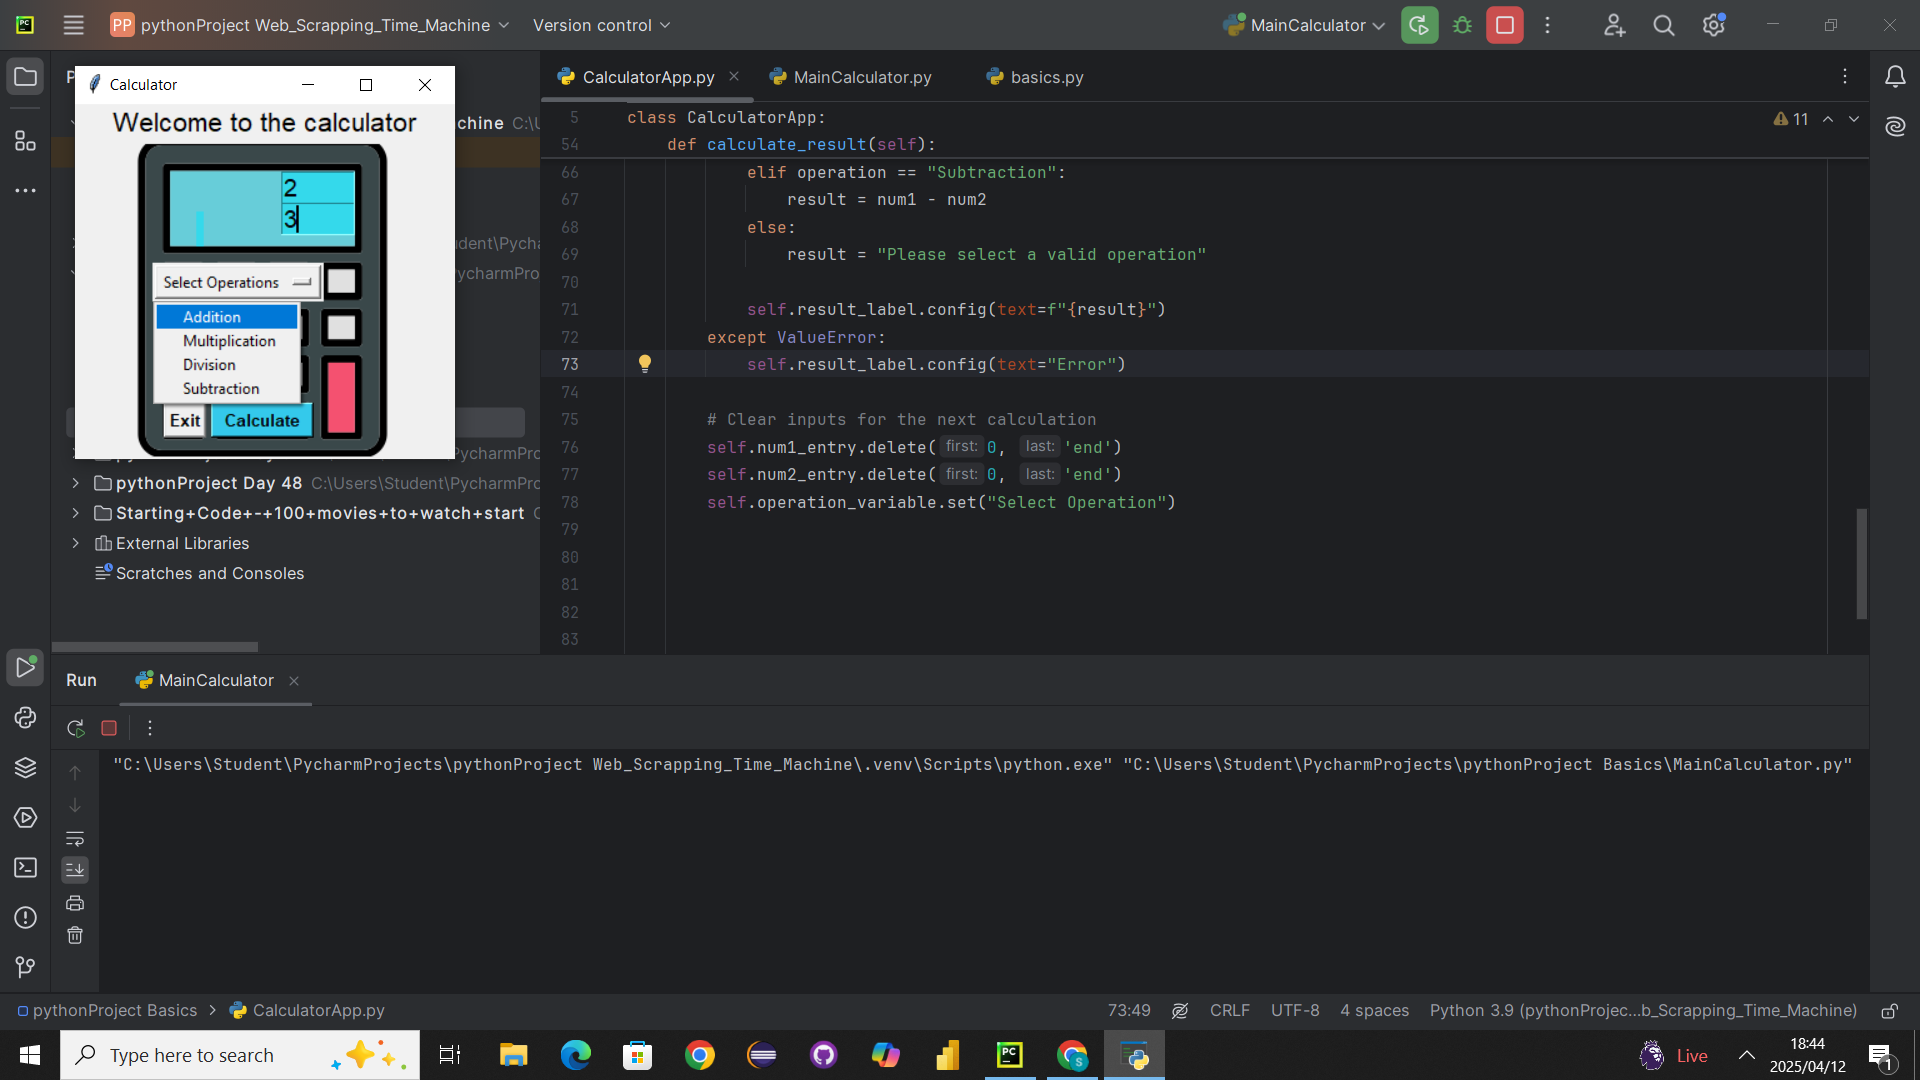 PC
PP pythonProject Web_Scrapping_Time_Machine
Version control
MainCalculator
Calculator
Welcome to the calculator
2
3
Select Operations
Addition
Multiplication
Division
Subtraction
Exit Calculate
P
chine C:\U
dent\Pych
ycharmPro
ycharmPro
pythonProject Day 48 C:\Users\Student\PycharmPro
Starting+Code+-+100+movies+to+watch+start
External Libraries
Scratches and Consoles
CalculatorApp.py
MainCalculator.py
basics.py
11
5 class CalculatorApp:
54 def calculate_result(self):
66 elif operation == "Subtraction":
67 result = num1 - num2
68 else:
69 result = "Please select a valid operation"
70
71 self.result_label.config(text=f"{result}")
72 except ValueError:
73 self.result_label.config(text="Error")
74
75 # Clear inputs for the next calculation
76 self.num1_entry.delete( first: 0, last: 'end')
77 self.num2_entry.delete( first: 0, last: 'end')
78 self.operation_variable.set("Select Operation")
79
80
81
82
83
Run MainCalculator
"C:\Users\Student\PycharmProjects\pythonProject Web_Scrapping_Time_Machine\.venv\Scripts\python.exe" "C:\Users\Student\PycharmProjects\pythonProject Basics\MainCalculator.py"
pythonProject Basics > CalculatorApp.py
73:49 CRLF UTF-8 4 spaces Python 3.9 (pythonProjec...b_Scrapping_Time_Machine)
Type here to search
PC
S
Live
18:44
2025/04/12
1